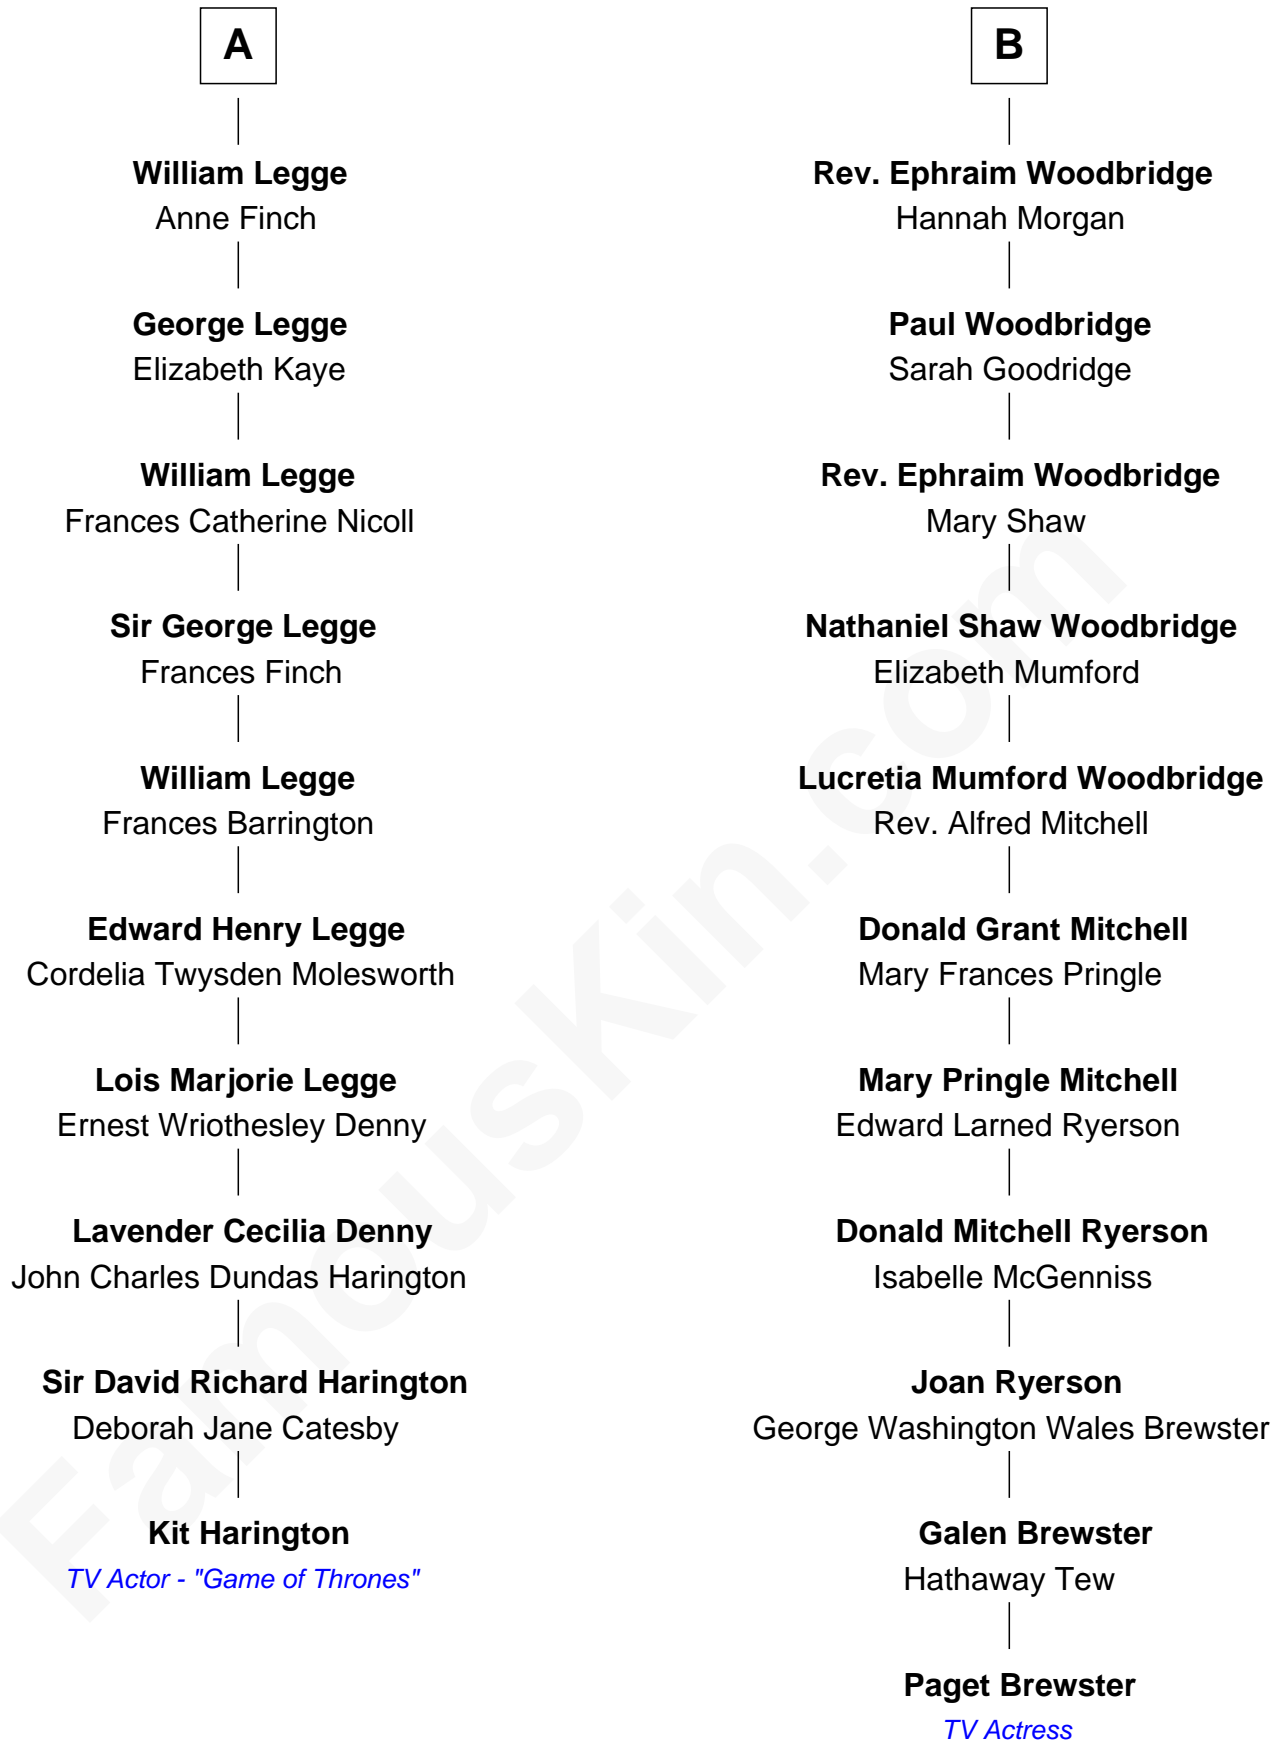 A
William Legge
Anne Finch
George Legge
Elizabeth Kaye
William Legge
Frances Catherine Nicoll
Sir George Legge
Frances Finch
William Legge
Frances Barrington
Edward Henry Legge
Cordelia Twysden Molesworth
Lois Marjorie Legge
Ernest Wriothesley Denny
Lavender Cecilia Denny
John Charles Dundas Harington
Sir David Richard Harington
Deborah Jane Catesby
Kit Harington
TV Actor - "Game of Thrones"
B
Rev. Ephraim Woodbridge
Hannah Morgan
Paul Woodbridge
Sarah Goodridge
Rev. Ephraim Woodbridge
Mary Shaw
Nathaniel Shaw Woodbridge
Elizabeth Mumford
Lucretia Mumford Woodbridge
Rev. Alfred Mitchell
Donald Grant Mitchell
Mary Frances Pringle
Mary Pringle Mitchell
Edward Larned Ryerson
Donald Mitchell Ryerson
Isabelle McGenniss
Joan Ryerson
George Washington Wales Brewster
Galen Brewster
Hathaway Tew
Paget Brewster
TV Actress
FamousKin.com